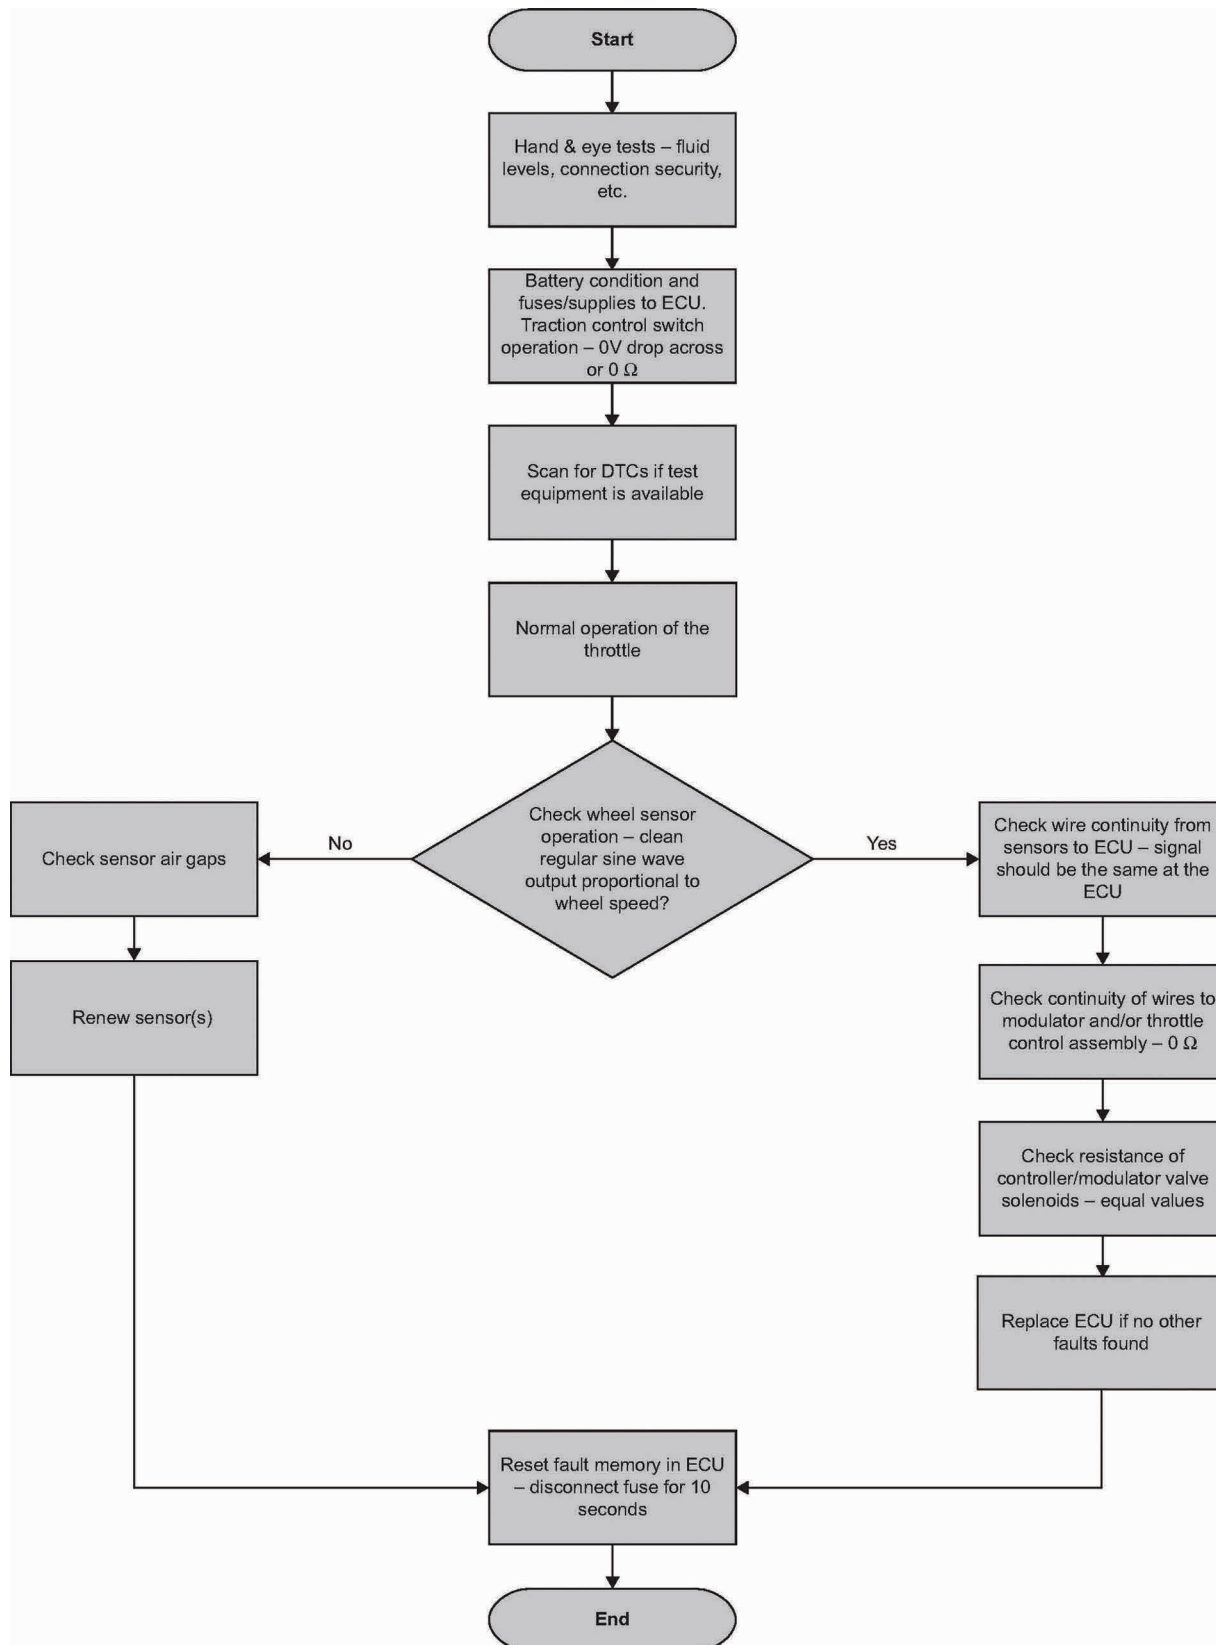 Start
Hand & eye tests – fluid
levels, connection security,
etc.
Battery condition and
fuses/supplies to ECU.
Traction control switch
operation – 0V drop across
or 0 Ω
Scan for DTCs if test
equipment is available
Normal operation of the
throttle
Check wheel sensor
operation – clean
regular sine wave
output proportional to
wheel speed?
No
Check sensor air gaps
Renew sensor(s)
Yes
Check wire continuity from
sensors to ECU – signal
should be the same at the
ECU
Check continuity of wires to
modulator and/or throttle
control assembly – 0 Ω
Check resistance of
controller/modulator valve
solenoids – equal values
Replace ECU if no other
faults found
Reset fault memory in ECU
– disconnect fuse for 10
seconds
End